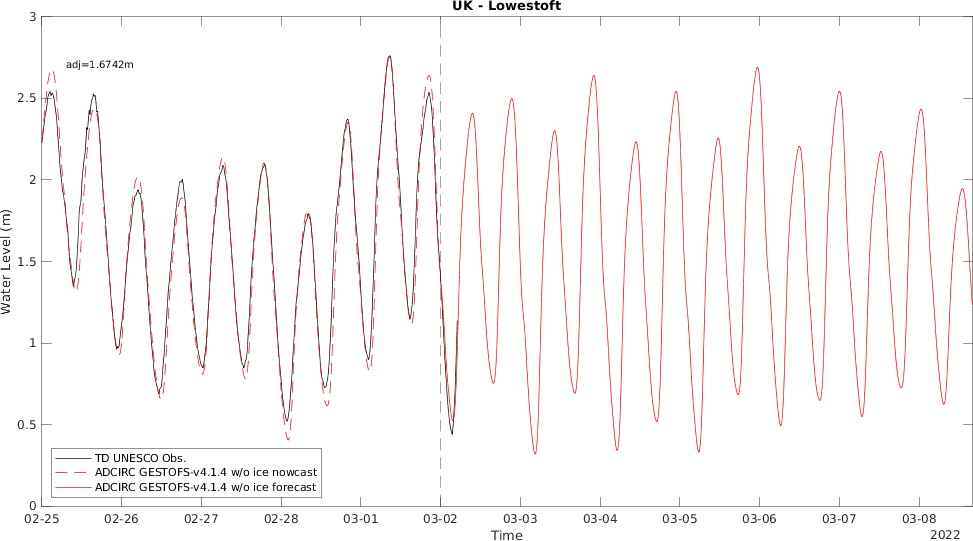 UK - Lowestoft
adj=1.6742m
3
2.5
2
1.5
1
0.5
0
Water Level (m)
TD UNESCO Obs.
ADCIRC GESTOFS-v4.1.4 w/o ice nowcast
ADCIRC GESTOFS-v4.1.4 w/o ice forecast
02-25 02-26 02-27 02-28 03-01 03-02 03-03 03-04 03-05 03-06 03-07 03-08
Time
2022